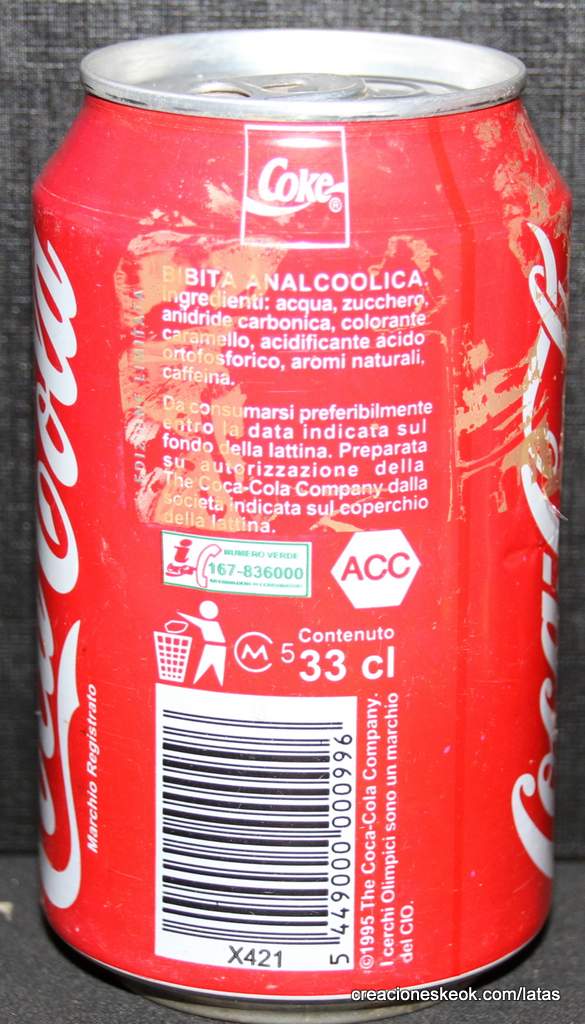 Coke®
BIBITA ANALCOOLICA.
Ingredienti: acqua, zucchero,
anidride carbonica, colorante
caramello, acidificante acido
ortofosforico, aromi naturali,
caffeina.
Da consumarsi preferibilmente
entro la data indicata sul
fondo della lattina. Preparata
su autorizzazione della
The Coca-Cola Company dalla
società indicata sul coperchio
della lattina.
NUMERO VERDE
167-836000
ACC
M 5
Contenuto
33 cl
5 449000 000996
X421
©1995 The Coca-Cola Company.
I cerchi Olimpici sono un marchio
del CIO.
Marchio Registrato
Coca-Cola
Coca-Cola
creacioneskeok.com/latas